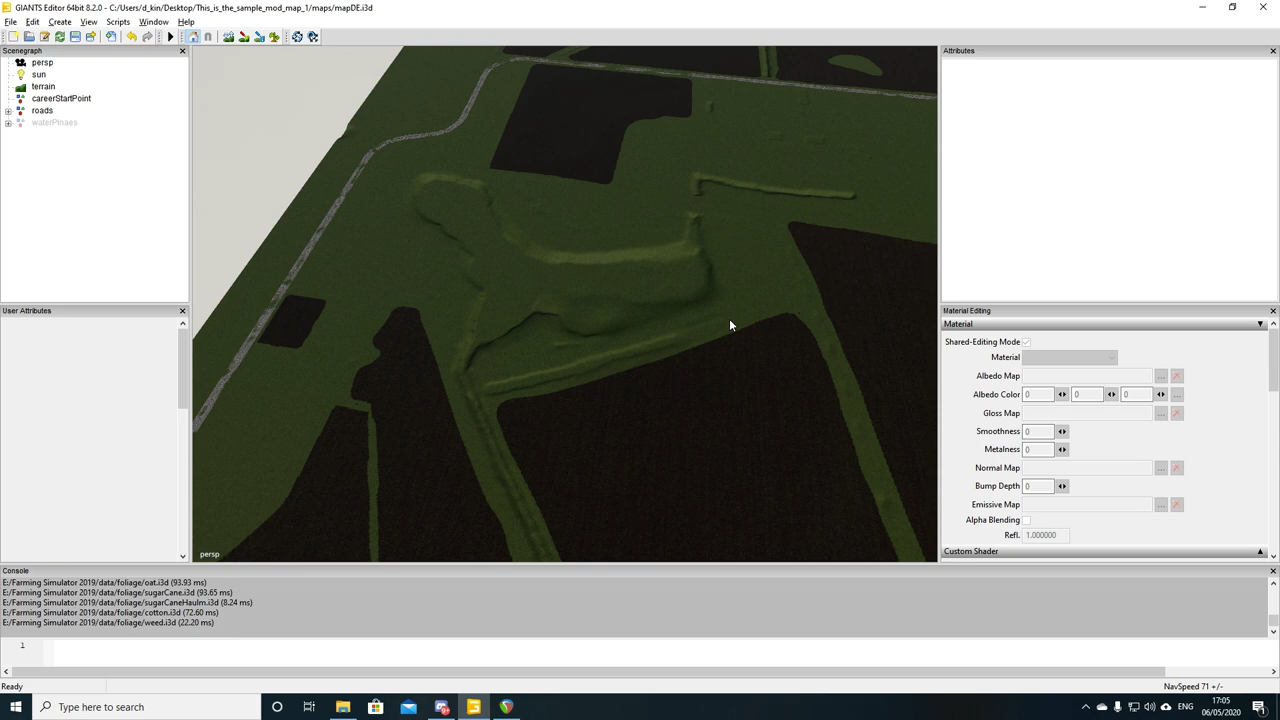 GIANTS Editor 64bit 8.2.0 - C:/Users/d_kin/Desktop/This_is_the_sample_mod_map_1/maps/mapDE.i3d
File Edit Create View Scripts Window Help
Scenegraph
persp
sun
terrain
careerStartPoint
roads
waterPlnaes
User Attributes
persp
Attributes
Material Editing
Material
Shared-Editing Mode
Material
Albedo Map ...
Albedo Color 0 0 0 ...
Gloss Map ...
Smoothness 0
Metalness 0
Normal Map ...
Bump Depth 0
Emissive Map ...
Alpha Blending
Refl. 1.000000
Custom Shader
Console
E:/Farming Simulator 2019/data/foliage/oat.i3d (93.93 ms)
E:/Farming Simulator 2019/data/foliage/sugarCane.i3d (93.65 ms)
E:/Farming Simulator 2019/data/foliage/sugarCaneHaulm.i3d (8.24 ms)
E:/Farming Simulator 2019/data/foliage/cotton.i3d (72.60 ms)
E:/Farming Simulator 2019/data/foliage/weed.i3d (22.20 ms)
1
Ready NavSpeed 71 +/-
Type here to search
ENG
17:05
06/05/2020